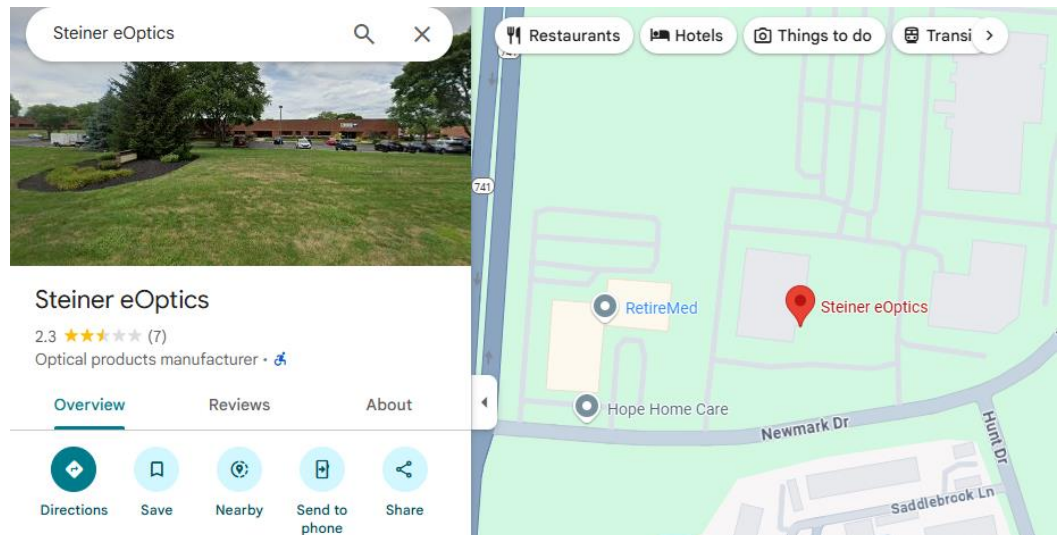 Steiner eOptics
Steiner eOptics
2.3 (7)
Optical products manufacturer ·
Overview Reviews About
Directions Save Nearby Send to phone Share
Restaurants Hotels Things to do Transi
741
RetireMed
Steiner eOptics
Hope Home Care
Newmark Dr
Hunt Dr
Saddlebrook Ln